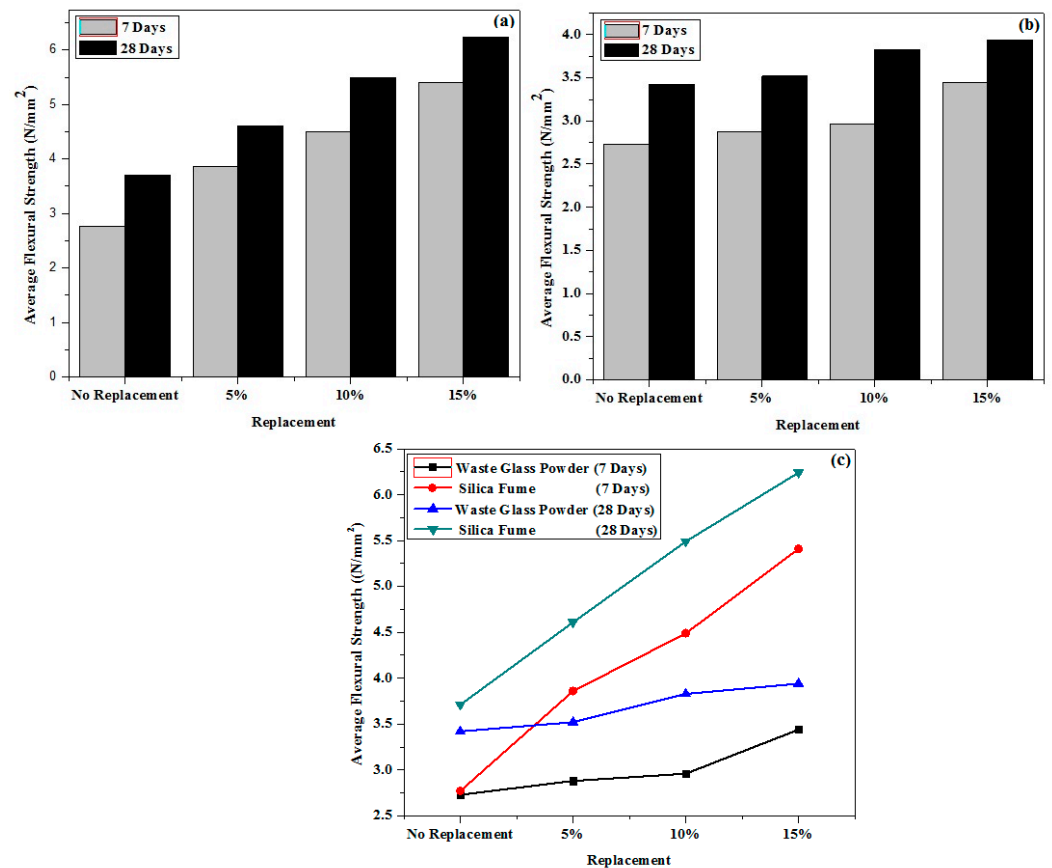 (a)
7 Days
28 Days
6
5
4
3
2
1
0
Average Flexural Strength (N/mm²)
No Replacement 5% 10% 15%
Replacement
(b)
7 Days
28 Days
4.0
3.5
3.0
2.5
2.0
1.5
1.0
0.5
0.0
Average Flexural Strength (N/mm²)
No Replacement 5% 10% 15%
Replacement
(c)
Waste Glass Powder (7 Days)
Silica Fume (7 Days)
Waste Glass Powder (28 Days)
Silica Fume (28 Days)
6.5
6.0
5.5
5.0
4.5
4.0
3.5
3.0
2.5
Average Flexural Strength ((N/mm²)
No Replacement 5% 10% 15%
Replacement